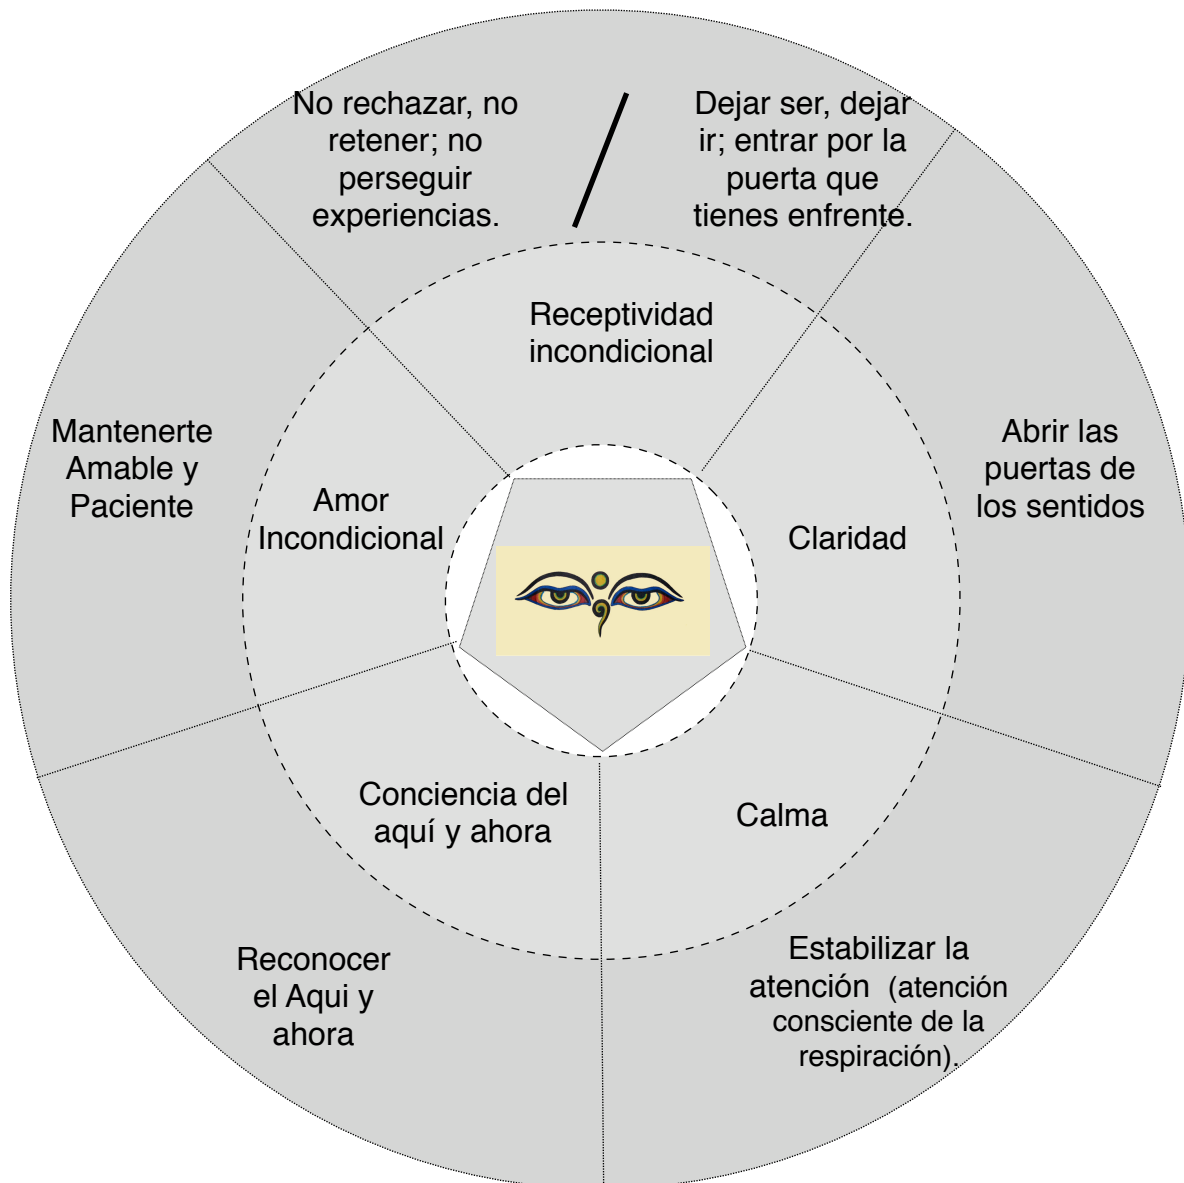 No rechazar, no
retener; no
perseguir
experiencias.
Dejar ser, dejar
ir; entrar por la
puerta que
tienes enfrente.
Receptividad
incondicional
Mantenerte
Amable y
Paciente
Amor
Incondicional
Claridad
Abrir las
puertas de
los sentidos
Conciencia del
aquí y ahora
Calma
Reconocer
el Aqui y
ahora
Estabilizar la
atención (atención
consciente de la
respiración).